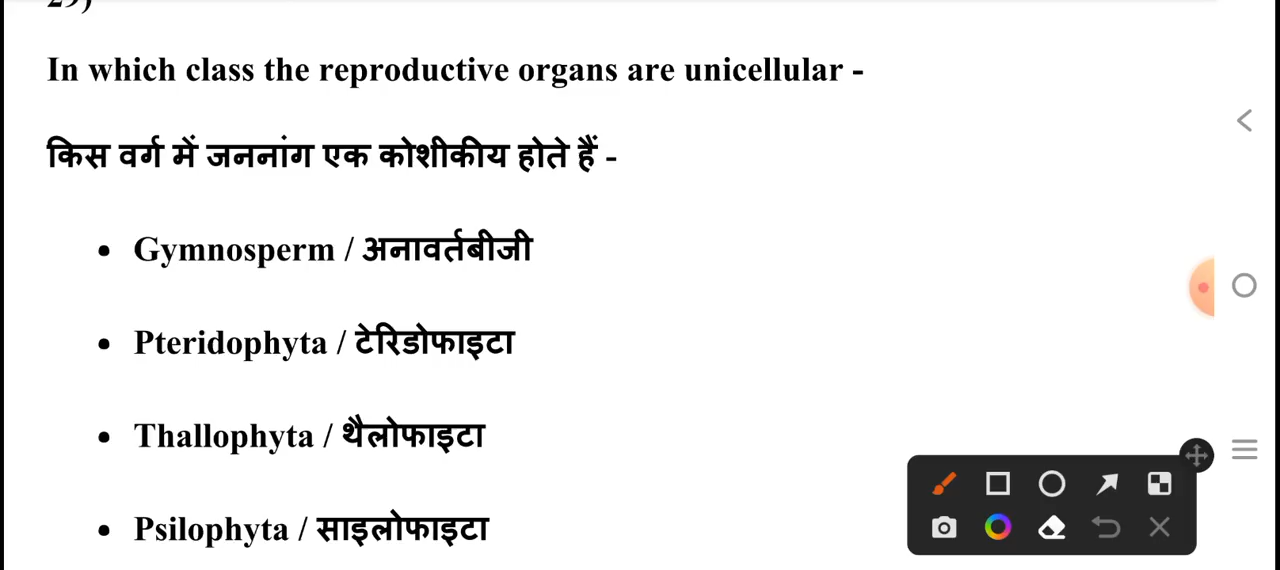 29)
In which class the reproductive organs are unicellular -
किस वर्ग में जननांग एक कोशीकीय होते हैं -
• Gymnosperm / अनावर्तबीजी
• Pteridophyta / टेरिडोफाइटा
• Thallophyta / थैलोफाइटा
• Psilophyta / साइलोफाइटा